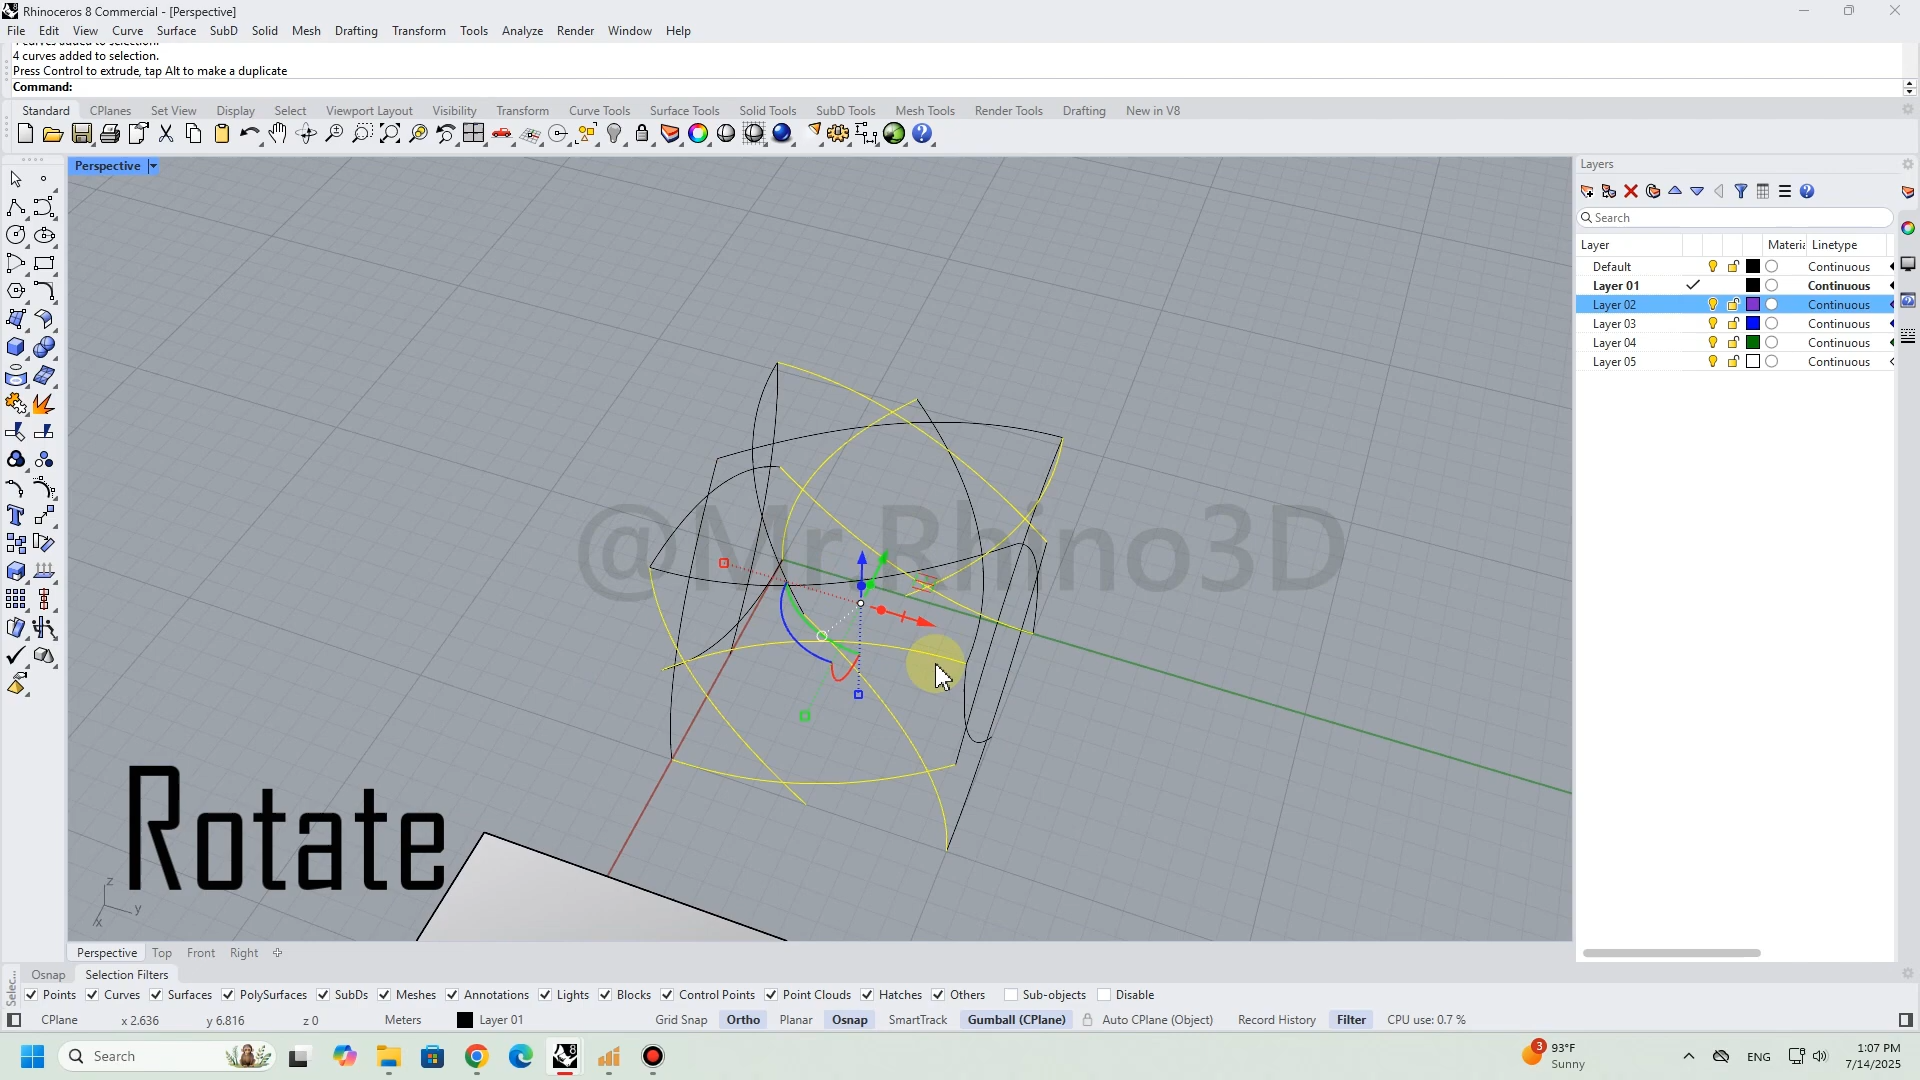 Rhinoceros 8 Commercial - [Perspective]
File Edit View Curve Surface SubD Solid Mesh Drafting Transform Tools Analyze Render Window Help
4 curves added to selection.
Press Control to extrude, tap Alt to make a duplicate
Command:
Standard CPlanes Set View Display Select Viewport Layout Visibility Transform Curve Tools Surface Tools Solid Tools SubD Tools Mesh Tools Render Tools Drafting New in V8
Perspective
Layers
Search
Layer Materia Linetype
Default Continuous
Layer 01 Continuous
Layer 02 Continuous
Layer 03 Continuous
Layer 04 Continuous
Layer 05 Continuous
@Mr.Rhino3D
Rotate
z
y
x
Perspective Top Front Right
Osnap Selection Filters
Selec...
Points Curves Surfaces PolySurfaces SubDs Meshes Annotations Lights Blocks Control Points Point Clouds Hatches Others Sub-objects Disable
CPlane x 2.636 y 6.816 z 0 Meters Layer 01 Grid Snap Ortho Planar Osnap SmartTrack Gumball (CPlane) Auto CPlane (Object) Record History Filter CPU use: 0.7 %
Search
3
93°F
Sunny
ENG
1:07 PM
7/14/2025